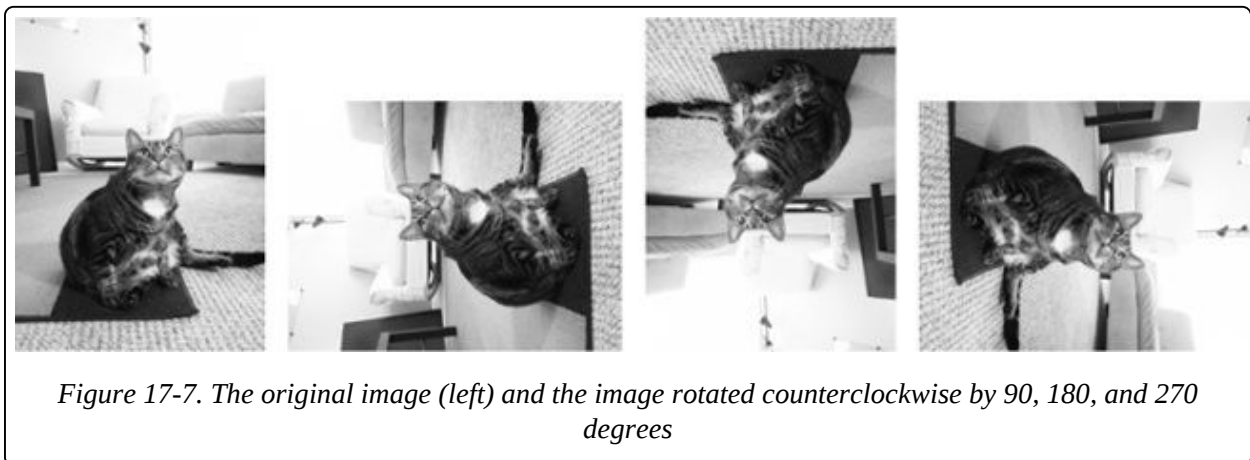 Figure 17-7. The original image (left) and the image rotated counterclockwise by 90, 180, and 270
degrees